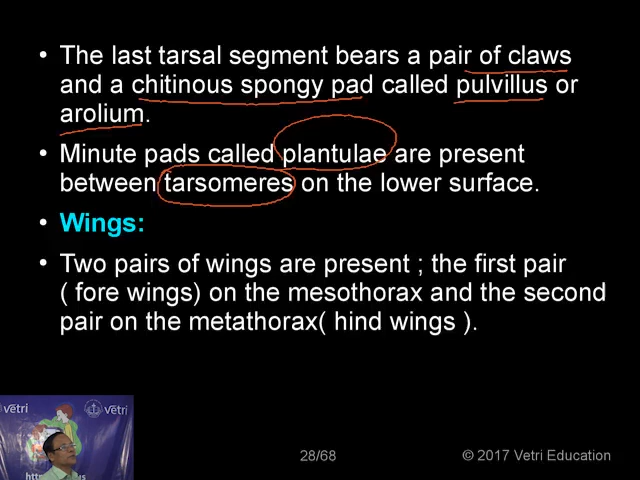 • The last tarsal segment bears a pair of claws
and a chitinous spongy pad called pulvillus or
arolium.
• Minute pads called plantulae are present
between tarsomeres on the lower surface.
• Wings:
• Two pairs of wings are present ; the first pair
( fore wings) on the mesothorax and the second
pair on the metathorax( hind wings ).
vetri
vetri
28/68
© 2017 Vetri Education